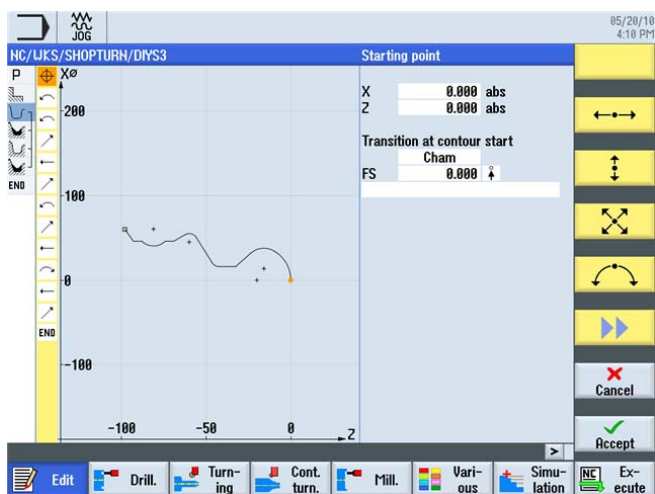 JOG
05/20/10
4:10 PM
NC/WKS/SHOPTURN/DIYS3
Starting point
P
END
END
XØ
200
100
0
-100
-100
-50
0
Z
X 0.000 abs
Z 0.000 abs
Transition at contour start
Cham
FS 0.000
Cancel
Accept
>
Edit
Drill.
Turn-
ing
Cont.
turn.
Mill.
Vari-
ous
Simu-
lation
NC
Ex-
ecute